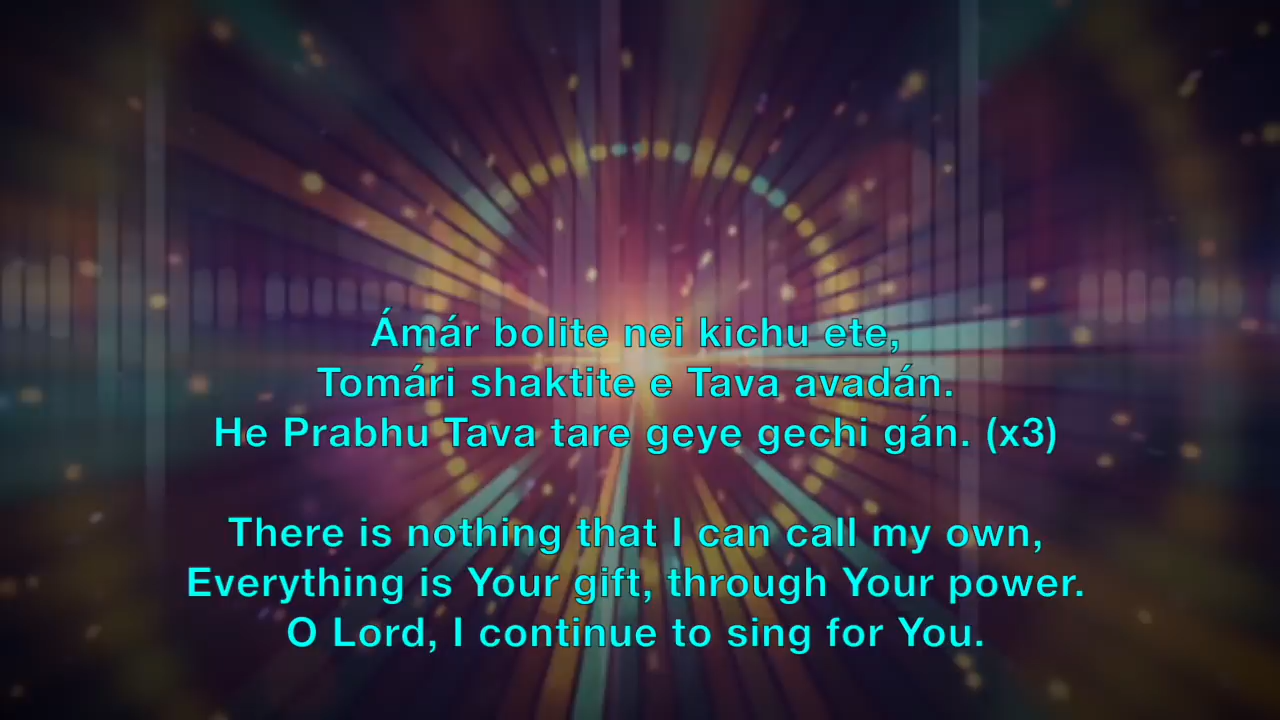 Ámár bolite nei kichu ete,
Tomári shaktite e Tava avadán.
He Prabhu Tava tare geye gechi gán. (x3)
There is nothing that I can call my own,
Everything is Your gift, through Your power.
O Lord, I continue to sing for You.